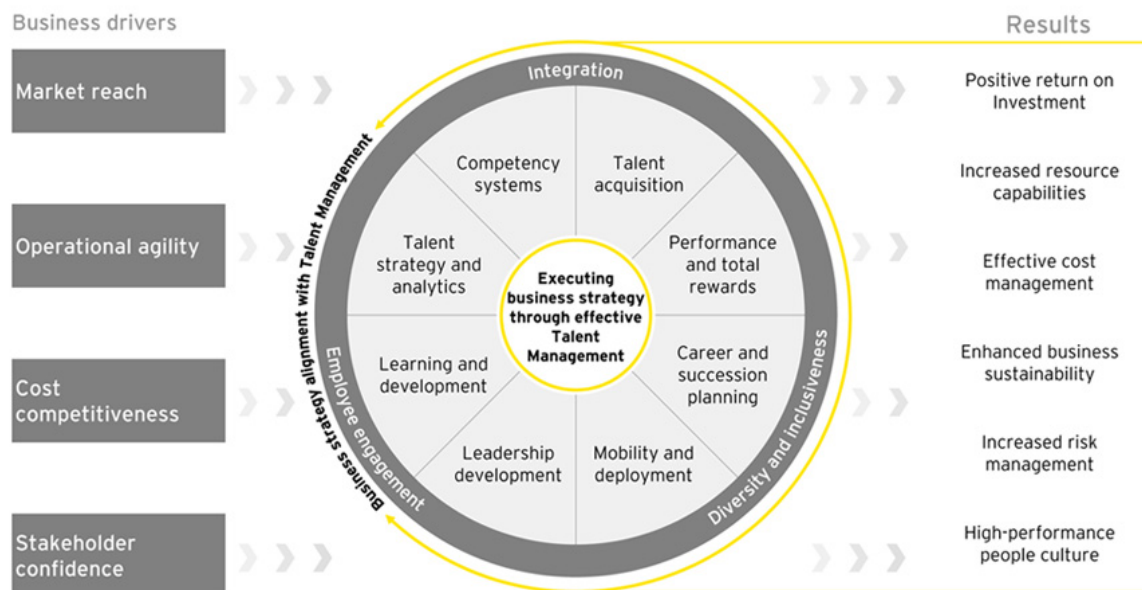 Business drivers
Market reach
Operational agility
Cost
competitiveness
Stakeholder
confidence
Business strategy alignment with Talent Management
Integration
Employee engagement
Diversity and inclusiveness
Competency
systems
Talent
acquisition
Talent
strategy and
analytics
Performance
and total
rewards
Executing
business strategy
through effective
Talent
Management
Learning and
development
Career and
succession
planning
Leadership
development
Mobility and
deployment
Results
Positive return on
Investment
Increased resource
capabilities
Effective cost
management
Enhanced business
sustainability
Increased risk
management
High-performance
people culture